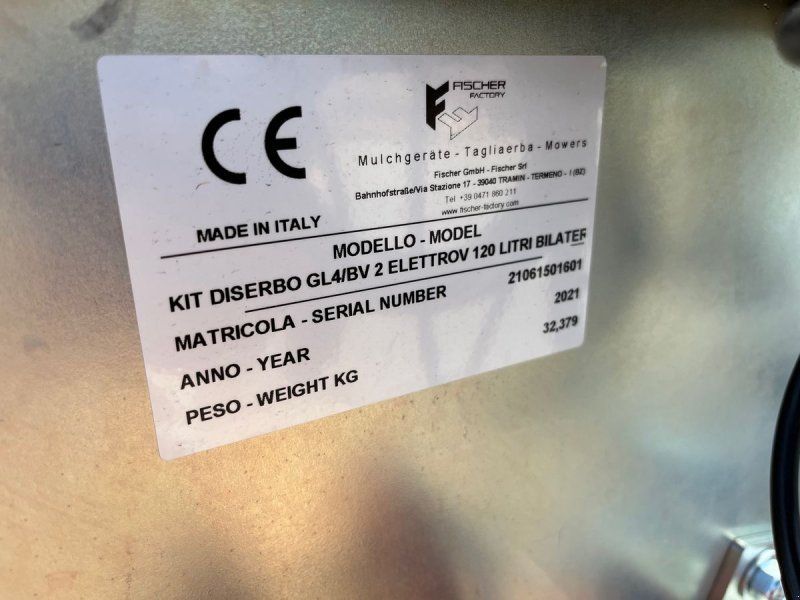 CE
FISCHER
FACTORY
Mulchgeräte - Tagliaerba - Mowers
Fischer GmbH - Fischer Srl
Bahnhofstraße/Via Stazione 17 - 39040 TRAMIN - TERMENO - I (BZ)
Tel +39 0471 860 211
www.fischer-factory.com
MADE IN ITALY
MODELLO - MODEL
KIT DISERBO GL4/BV 2 ELETTROV 120 LITRI BILATER
MATRICOLA - SERIAL NUMBER 21061501601
ANNO - YEAR 2021
PESO - WEIGHT KG 32,379